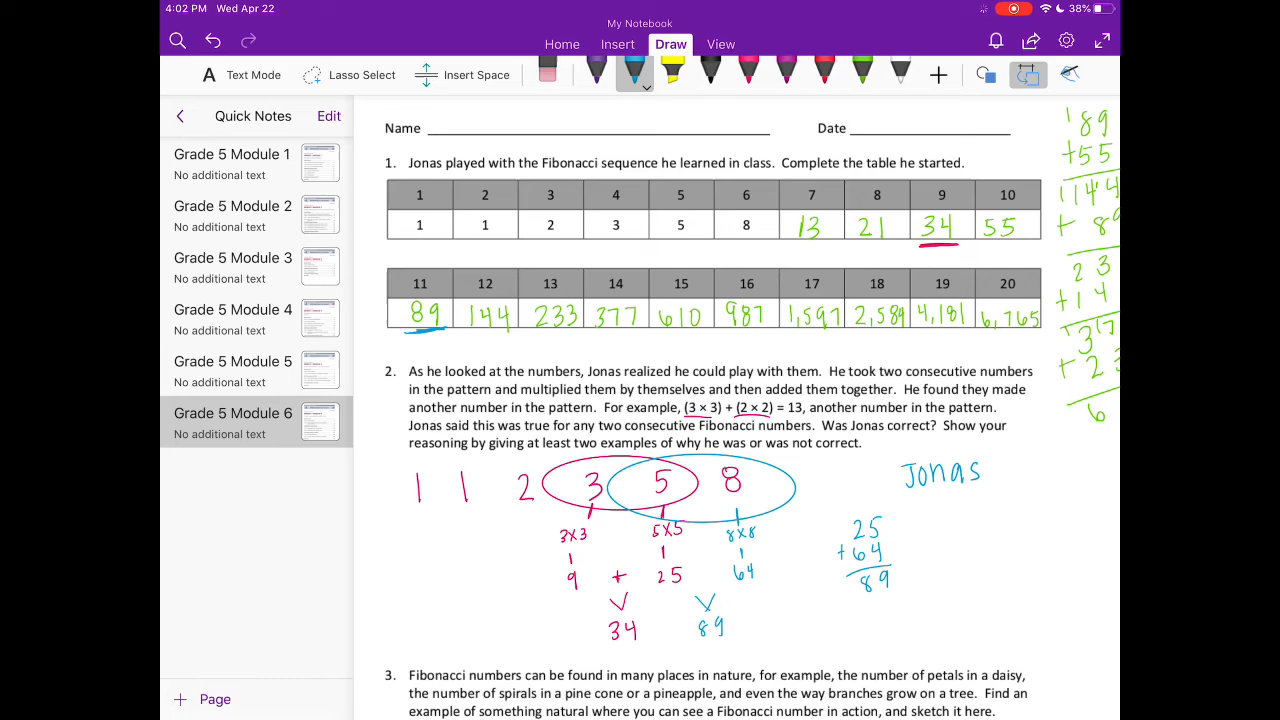 4:02 PM Wed Apr 22
38%
My Notebook
Home Insert Draw View
A Text Mode Lasso Select Insert Space
Quick Notes Edit
Grade 5 Module 1
No additional text
Grade 5 Module 2
No additional text
Grade 5 Module 3
No additional text
Grade 5 Module 4
No additional text
Grade 5 Module 5
No additional text
Grade 5 Module 6
No additional text
+ Page
Name Date
1. Jonas played with the Fibonacci sequence he learned in class. Complete the table he started.
1 2 3 4 5 6 7 8 9 10
1 2 3 5 13 21 34 55
11 12 13 14 15 16 17 18 19 20
89 233 377 610 1,597 2,589 4,181 6,765
2. As he looked at the numbers, Jonas realized he could play with them. He took two consecutive numbers
in the pattern and multiplied them by themselves and then added them together. He found they made
another number in the pattern. For example, (3 × 3) + (2 × 2) = 13, another number in the pattern.
Jonas said this was true for any two consecutive Fibonacci numbers. Was Jonas correct? Show your
reasoning by giving at least two examples of why he was or was not correct.
1 1 2 3 5 8
Jonas
3x3 5x5 8x8
9 + 25 64
34 89
25
+64
89
3. Fibonacci numbers can be found in many places in nature, for example, the number of petals in a daisy,
the number of spirals in a pine cone or a pineapple, and even the way branches grow on a tree. Find an
example of something natural where you can see a Fibonacci number in action, and sketch it here.
1
89
+55
144
+ 89